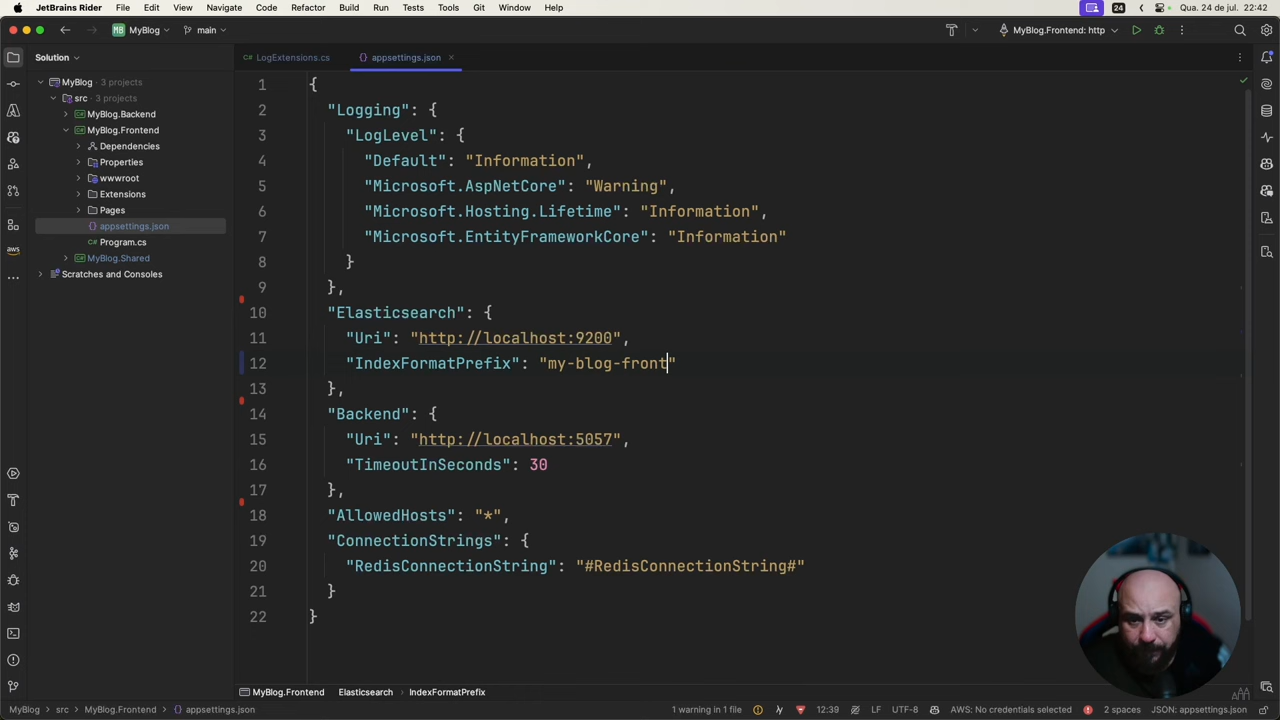 JetBrains Rider File Edit View Navigate Code Refactor Build Run Tests Tools Git Window Help 24 Qua. 24 de jul. 22:42
MB MyBlog main MyBlog.Frontend: http
Solution C# LogExtensions.cs {} appsettings.json
MyBlog 3 projects
src 3 projects
MyBlog.Backend
MyBlog.Frontend
Dependencies
Properties
wwwroot
Extensions
Pages
{} appsettings.json
C# Program.cs
MyBlog.Shared
Scratches and Consoles
aws
1 {
2 "Logging": {
3 "LogLevel": {
4 "Default": "Information",
5 "Microsoft.AspNetCore": "Warning",
6 "Microsoft.Hosting.Lifetime": "Information",
7 "Microsoft.EntityFrameworkCore": "Information"
8 }
9 },
10 "Elasticsearch": {
11 "Uri": "http://localhost:9200",
12 "IndexFormatPrefix": "my-blog-front"
13 },
14 "Backend": {
15 "Uri": "http://localhost:5057",
16 "TimeoutInSeconds": 30
17 },
18 "AllowedHosts": "*",
19 "ConnectionStrings": {
20 "RedisConnectionString": "#RedisConnectionString#"
21 }
22 }
MyBlog.Frontend Elasticsearch IndexFormatPrefix
MyBlog src MyBlog.Frontend {} appsettings.json 1 warning in 1 file 12:39 LF UTF-8 AWS: No credentials selected 2 spaces JSON: appsettings.json